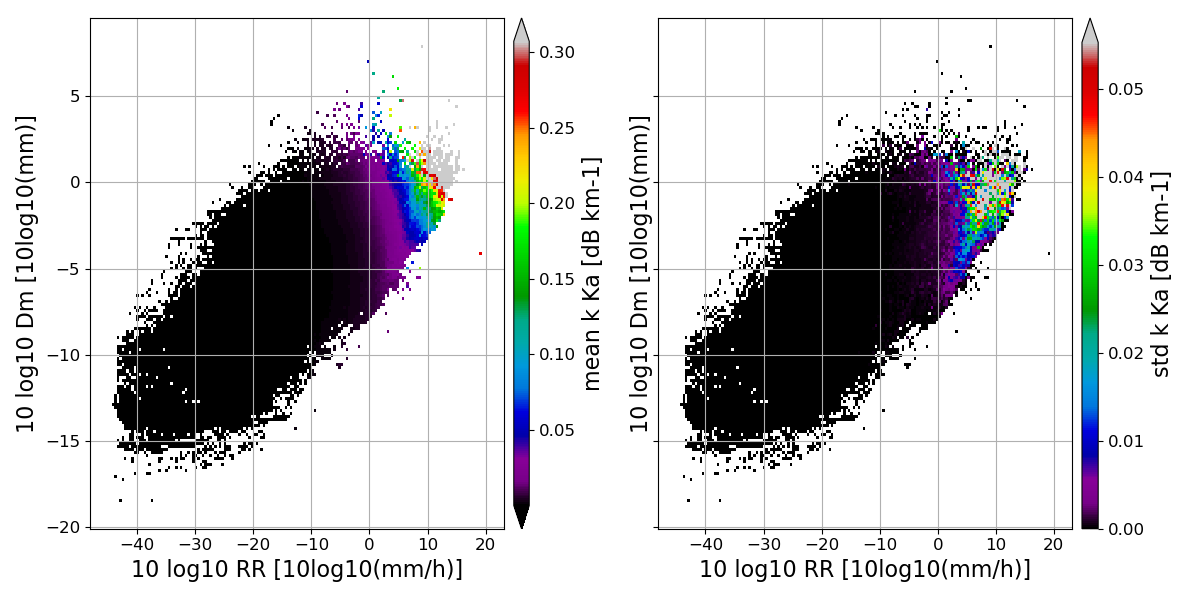 5
0
−5
−10
−15
−20
−40 −30 −20 −10 0 10 20
10 log10 Dm [10log10(mm)]
10 log10 RR [10log10(mm/h)]
0.30
0.25
0.20
0.15
0.10
0.05
mean k Ka [dB km-1]
10 log10 Dm [10log10(mm)]
−40 −30 −20 −10 0 10 20
10 log10 RR [10log10(mm/h)]
0.05
0.04
0.03
0.02
0.01
0.00
std k Ka [dB km-1]